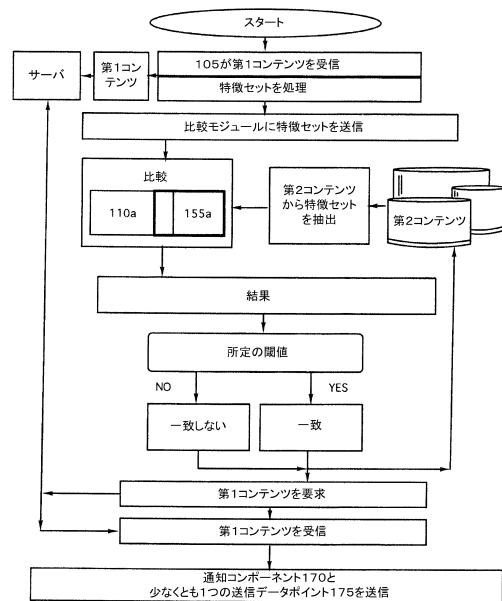 スタート
105が第1コンテンツを受信
特徴セットを処理
第1コン
テンツ
サーバ
比較モジュールに特徴セットを送信
比較
110a
155a
第2コンテンツ
から特徴セット
を抽出
第2コンテンツ
結果
所定の閾値
NO
YES
一致しない
一致
第1コンテンツを要求
第1コンテンツを受信
通知コンポーネント170と
少なくとも1つの送信データポイント175を送信